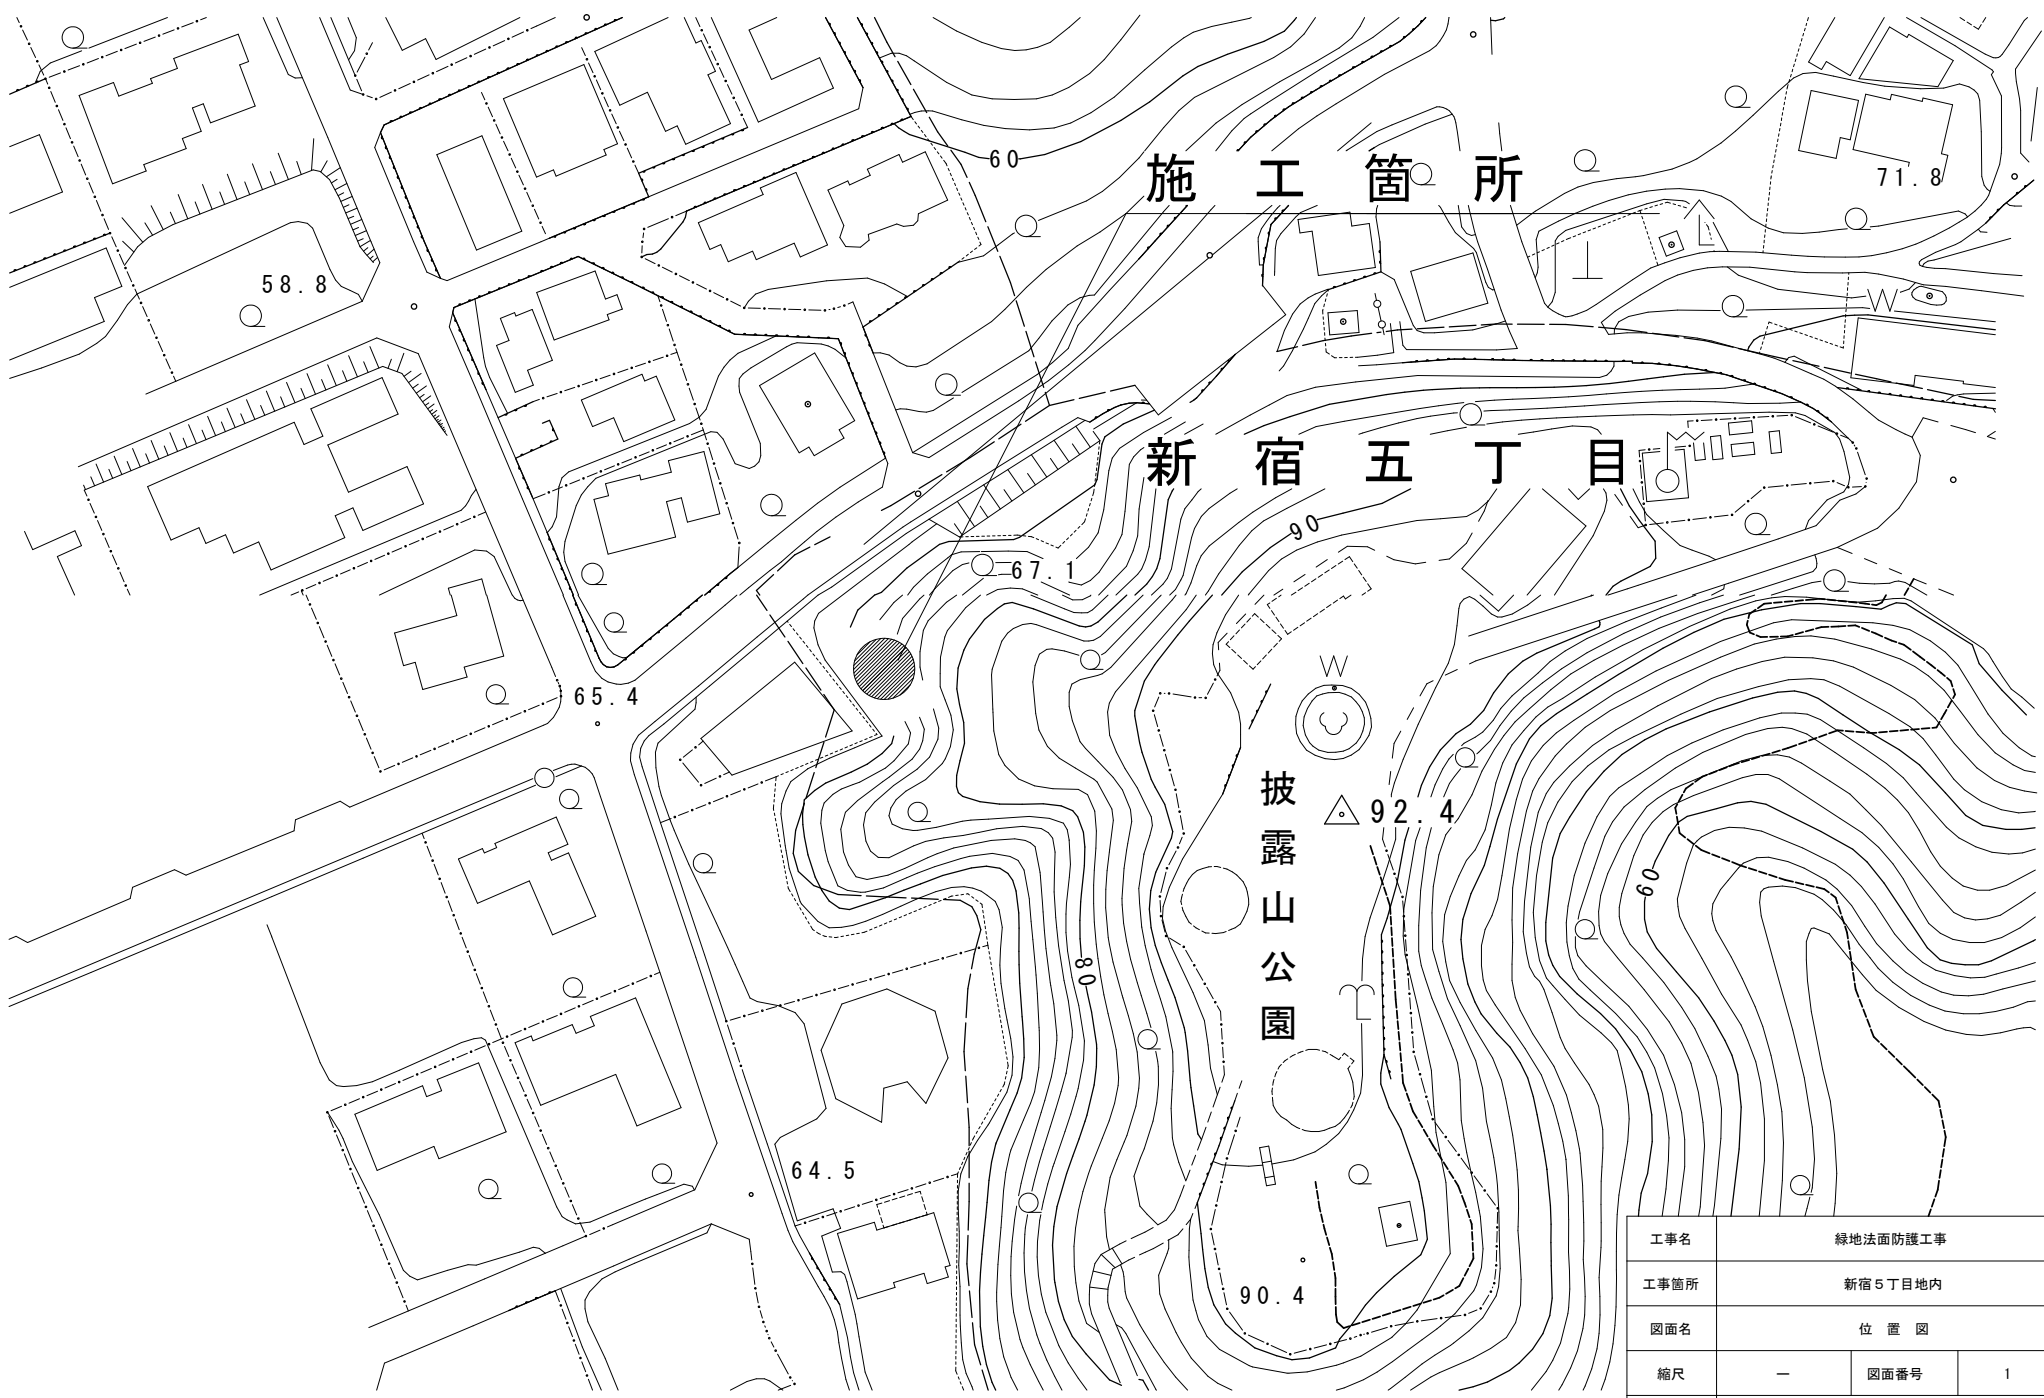 60
施工箇所
71.8
58.8
新宿五丁目
90
67.1
65.4
披露山公園
92.4
60
80
64.5
90.4
工事名 緑地法面防護工事
工事箇所 新宿5丁目地内
図面名 位置図
縮尺 － 図面番号 1